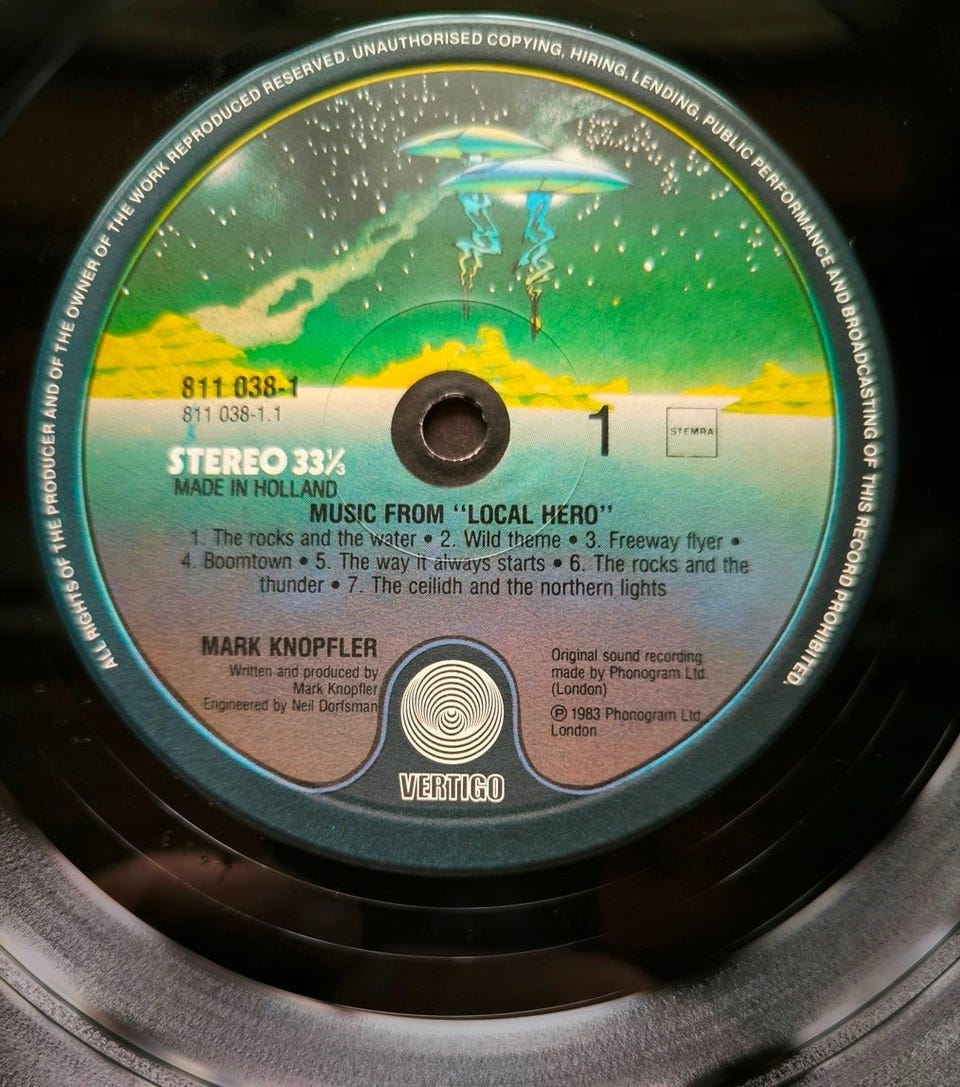 ALL RIGHTS OF THE PRODUCER AND OF THE OWNER OF THE WORK REPRODUCED RESERVED. UNAUTHORISED COPYING, HIRING, LENDING, PUBLIC PERFORMANCE AND BROADCASTING OF THIS RECORD PROHIBITED.
811 038-1
811 038-1.1
1
STEMRA
STEREO 33⅓
MADE IN HOLLAND
MUSIC FROM “LOCAL HERO”
1. The rocks and the water • 2. Wild theme • 3. Freeway flyer •
4. Boomtown • 5. The way it always starts • 6. The rocks and the
thunder • 7. The ceilidh and the northern lights
MARK KNOPFLER
Written and produced by
Mark Knopfler
Engineered by Neil Dorfsman
Original sound recording
made by Phonogram Ltd.
(London)
Ⓟ 1983 Phonogram Ltd.
London
VERTIGO